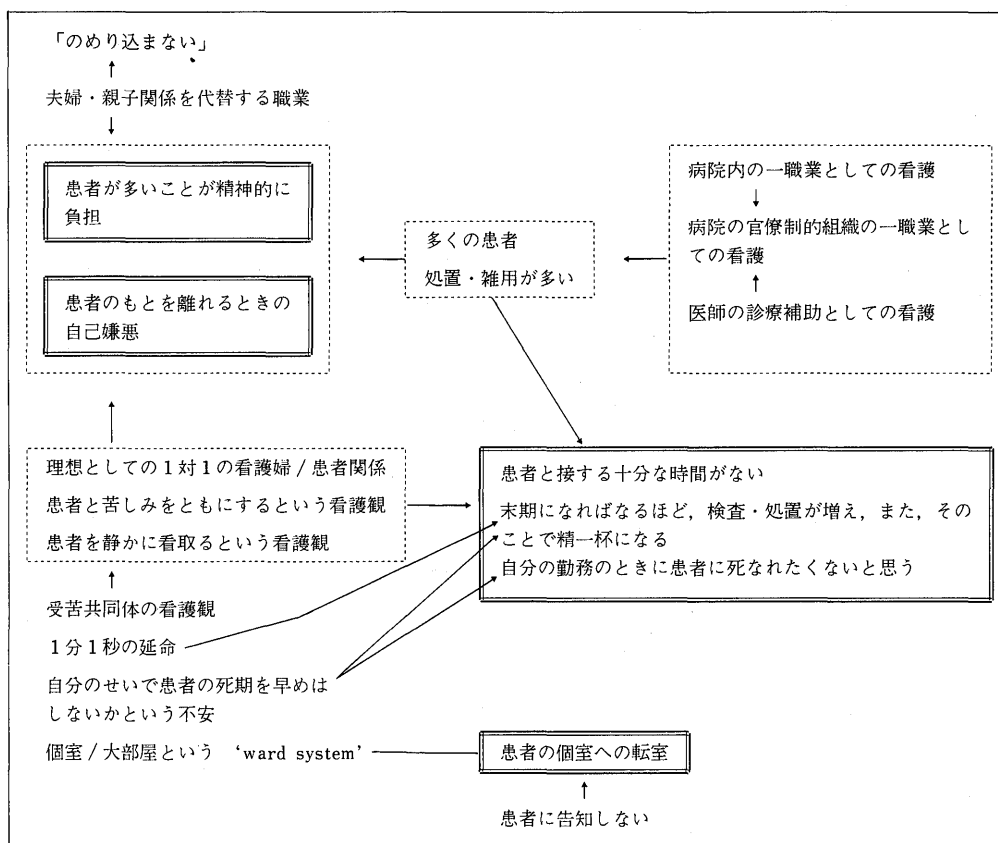 「のめり込まない」
↑
夫婦・親子関係を代替する職業
↓
患者が多いことが精神的に
負担
患者のもとを離れるときの
自己嫌悪
多くの患者
処置・雑用が多い
病院内の一職業としての看護
↓
病院の官僚制的組織の一職業とし
ての看護
↑
医師の診療補助としての看護
理想としての1対1の看護婦/患者関係
患者と苦しみをともにするという看護観
患者を静かに看取るという看護観
患者と接する十分な時間がない
末期になればなるほど，検査・処置が増え，また，その
ことで精一杯になる
自分の勤務のときに患者に死なれたくないと思う
受苦共同体の看護観
1分1秒の延命
自分のせいで患者の死期を早めは
しないかという不安
個室/大部屋という 'ward system'
患者の個室への転室
↑
患者に告知しない